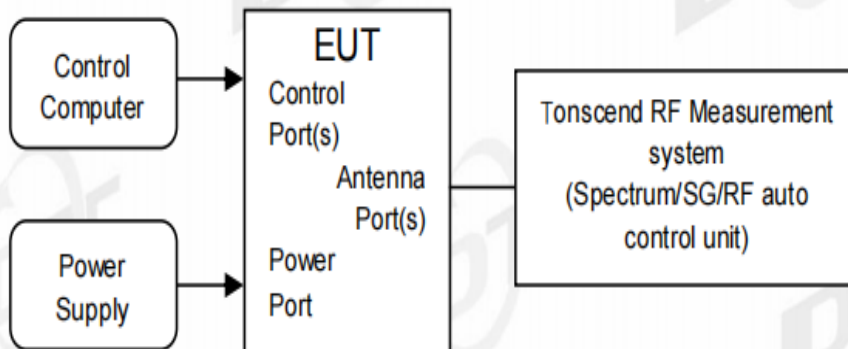 Control
Computer
Power
Supply
EUT
Control
Port(s)
Antenna
Port(s)
Power
Port
Tonscend RF Measurement
system
(Spectrum/SG/RF auto
control unit)